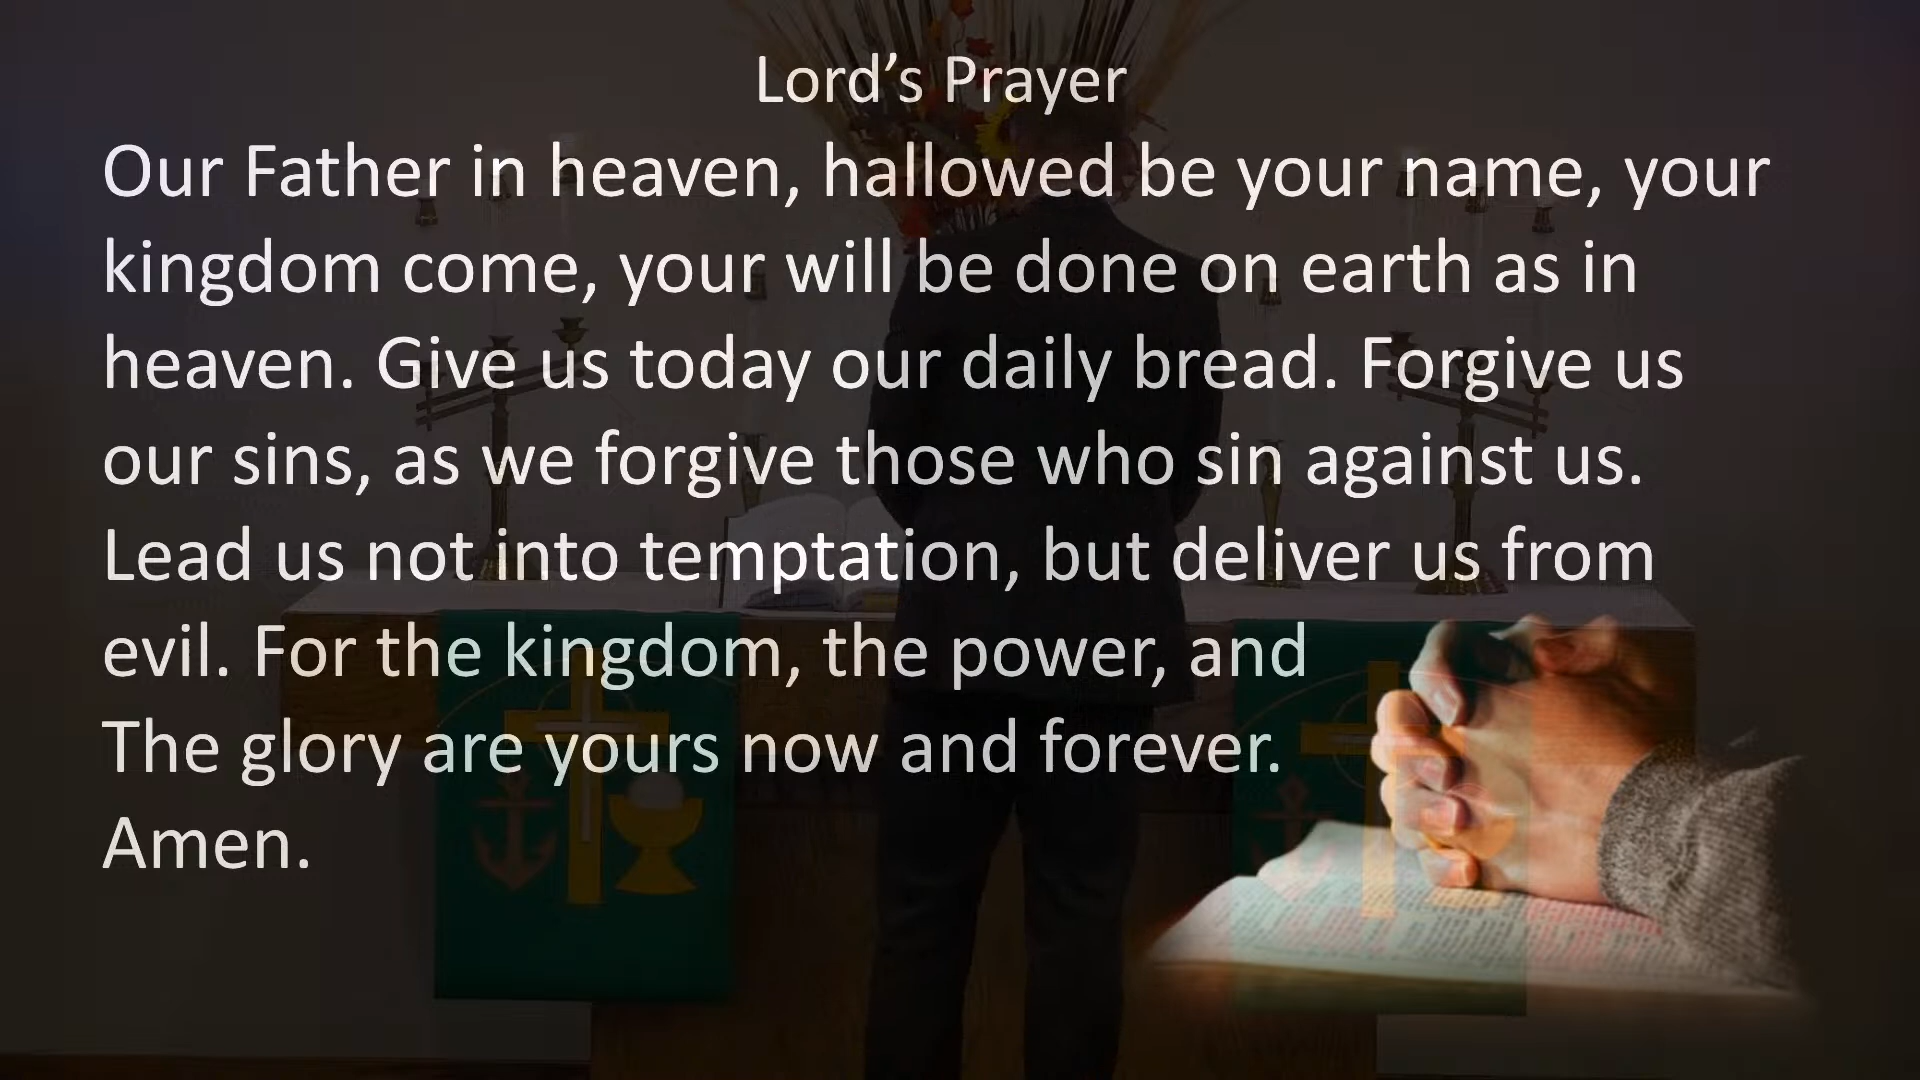 Lord’s Prayer
Our Father in heaven, hallowed be your name, your
kingdom come, your will be done on earth as in
heaven. Give us today our daily bread. Forgive us
our sins, as we forgive those who sin against us.
Lead us not into temptation, but deliver us from
evil. For the kingdom, the power, and
The glory are yours now and forever.
Amen.